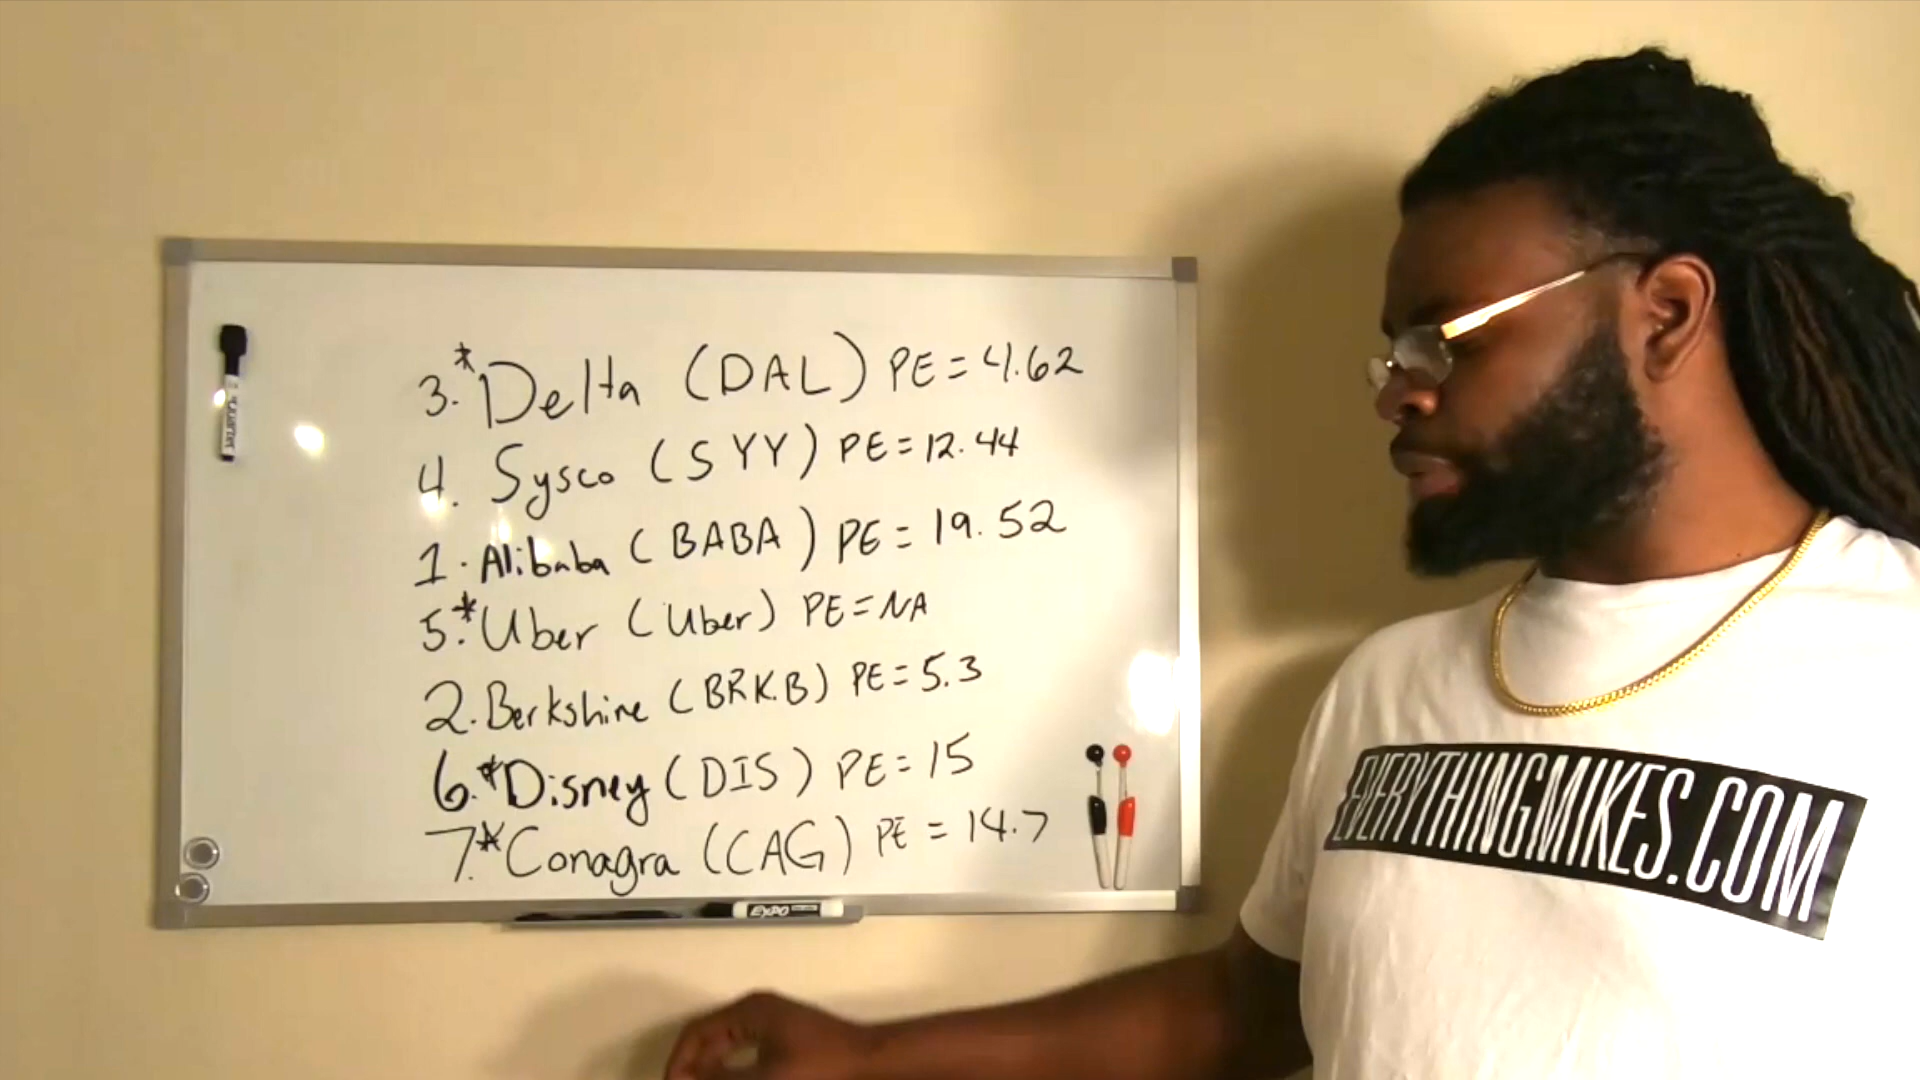 3.*Delta (DAL) PE=4.62
4. Sysco (SYY) PE=12.44
1. Alibaba (BABA) PE=19.52
5.*Uber (Uber) PE=NA
2. Berkshire (BRK.B) PE=5.3
6.*Disney (DIS) PE=15
7.*Conagra (CAG) PE=14.7
EXPO
EVERYTHINGMIKES.COM